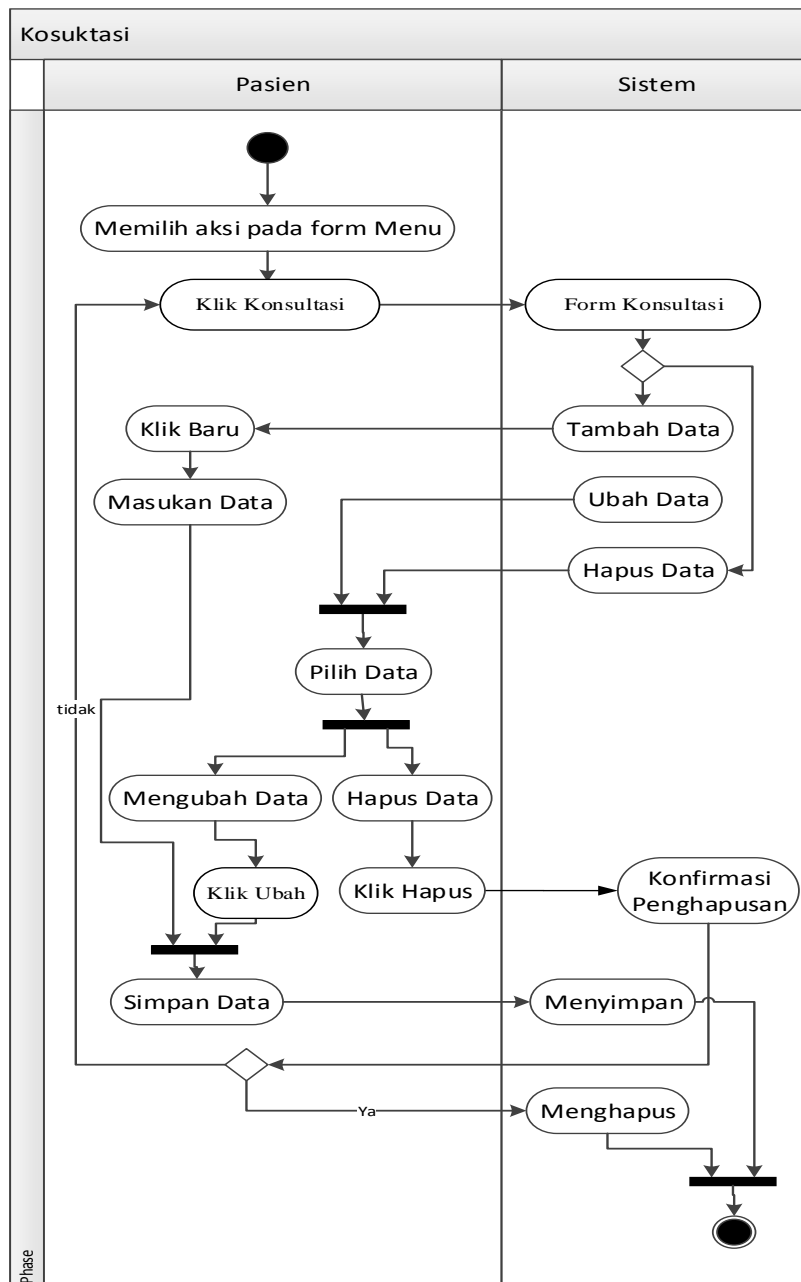 Kosuktasi
Pasien
Sistem
Memilih aksi pada form Menu
Klik Konsultasi
Form Konsultasi
Klik Baru
Tambah Data
Masukan Data
Ubah Data
Hapus Data
Pilih Data
tidak
Mengubah Data
Hapus Data
Klik Ubah
Klik Hapus
Konfirmasi
Penghapusan
Simpan Data
Menyimpan
Ya
Menghapus
Phase